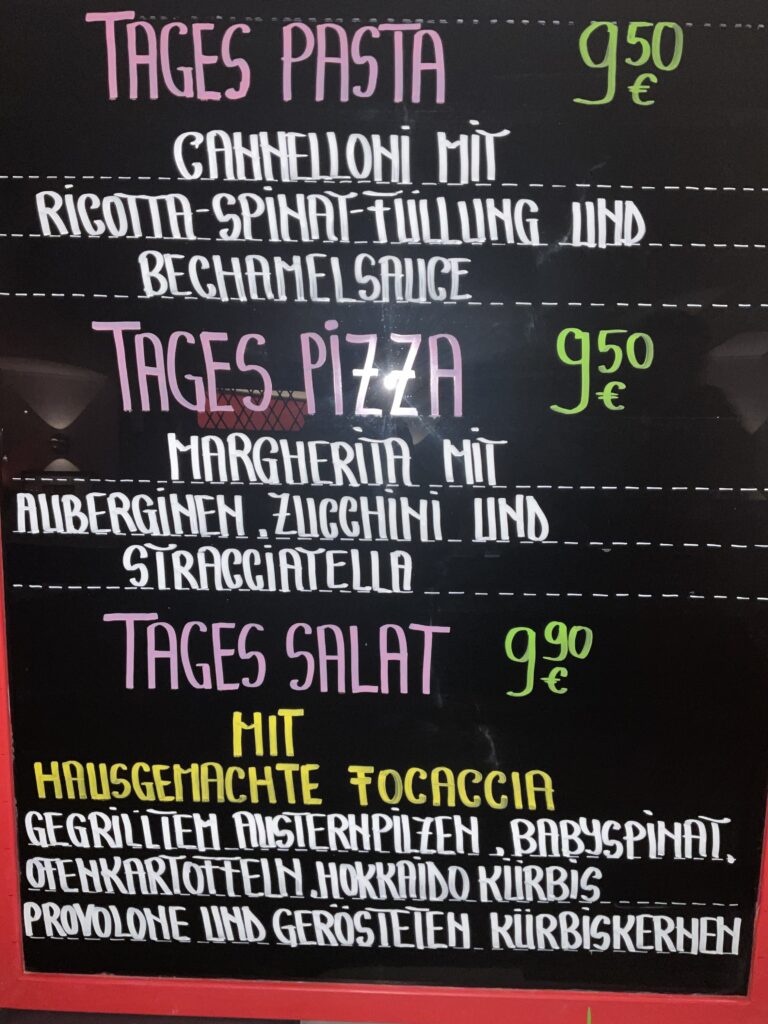 TAGES PASTA 9 50 €
CANNELLONI MIT
RICOTTA-SPINAT-FÜLLUNG UND
BECHAMELSAUCE
TAGES PIZZA 9 50 €
MARGHERITA MIT
AUBERGINEN, ZUCCHINI UND
STRACCIATELLA
TAGES SALAT 9 90 €
MIT
HAUSGEMACHTE FOCACCIA
GEGRILLTEM AUSTERNPILZEN, BABYSPINAT,
OFENKARTOFFELN, HOKKAIDO KÜRBIS
PROVOLONE UND GERÖSTETEN KÜRBISKERNEN